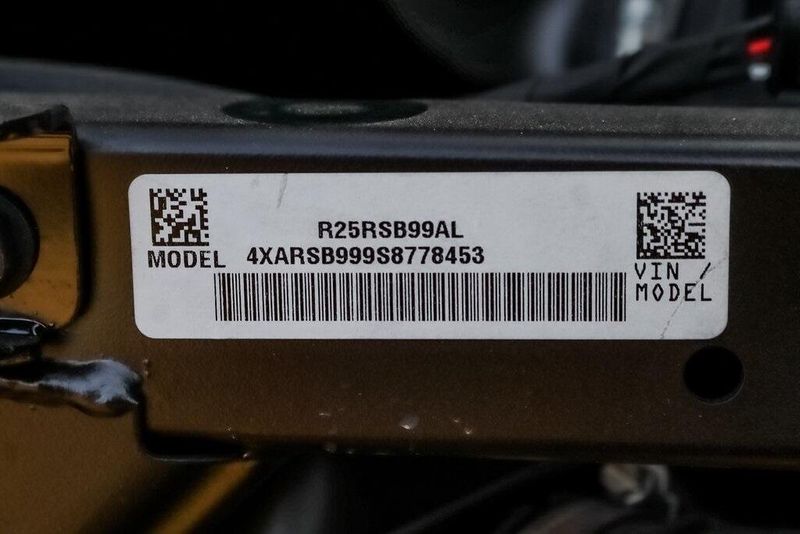 R25RSB99AL
MODEL 4XARSB999S8778453
VIN /
MODEL